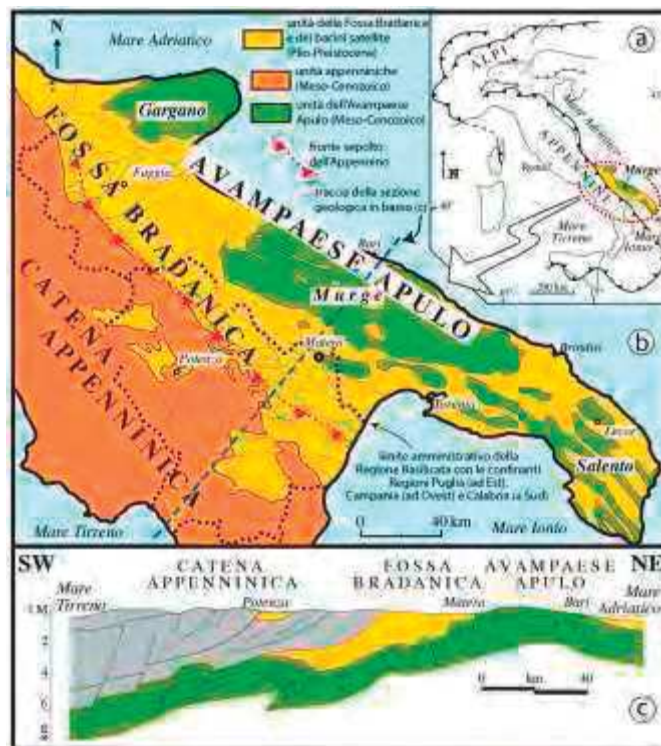 N
Mare Adriatico
unità della Fossa Bradanica
e dei bacini satellite
(Plio-Pleistocene)
unità appenniniche
(Meso-Cenozoico)
unità dell'Avampaese
Apulo (Meso-Cenozoico)
fronte sepolto
dell'Appennino
traccia della sezione
geologica in basso (c)
a
ALPI
Mare Adriatico
APPENNINI
Roma
Murge
N
Mare
Tirreno
Mar
Ionio
200 km
Gargano
Foggia
FOSSA BRADANICA
AVAMPAESE APULO
Bari
Murge
CATENA
APPENNINICA
Potenza
Matera
b
Brindisi
Taranto
Lecce
Salento
limite amministrativo della
Regione Basilicata con le confinanti
Regioni Puglia (ad Est),
Campania (ad Ovest) e Calabria (a Sud)
0 40 km
Mare Tirreno
Mare Ionio
SW
CATENA
APPENNINICA
FOSSA
BRADANICA
AVAMPAESE
APULO
NE
Mare
Tirreno
Potenza
Matera
Bari
Mare
Adriatico
2
4
6
km
0 km 40
c